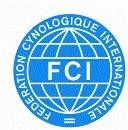 FEDERATION CYNOLOGIQUE INTERNATIONALE
FCI